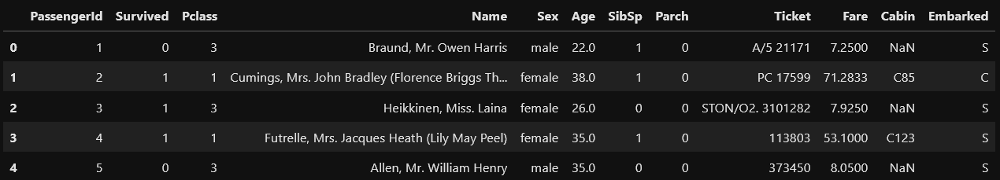 PassengerId Survived Pclass Name Sex Age SibSp Parch Ticket Fare Cabin Embarked
0 1 0 3 Braund, Mr. Owen Harris male 22.0 1 0 A/5 21171 7.2500 NaN S
1 2 1 1 Cumings, Mrs. John Bradley (Florence Briggs Th... female 38.0 1 0 PC 17599 71.2833 C85 C
2 3 1 3 Heikkinen, Miss. Laina female 26.0 0 0 STON/O2. 3101282 7.9250 NaN S
3 4 1 1 Futrelle, Mrs. Jacques Heath (Lily May Peel) female 35.0 1 0 113803 53.1000 C123 S
4 5 0 3 Allen, Mr. William Henry male 35.0 0 0 373450 8.0500 NaN S